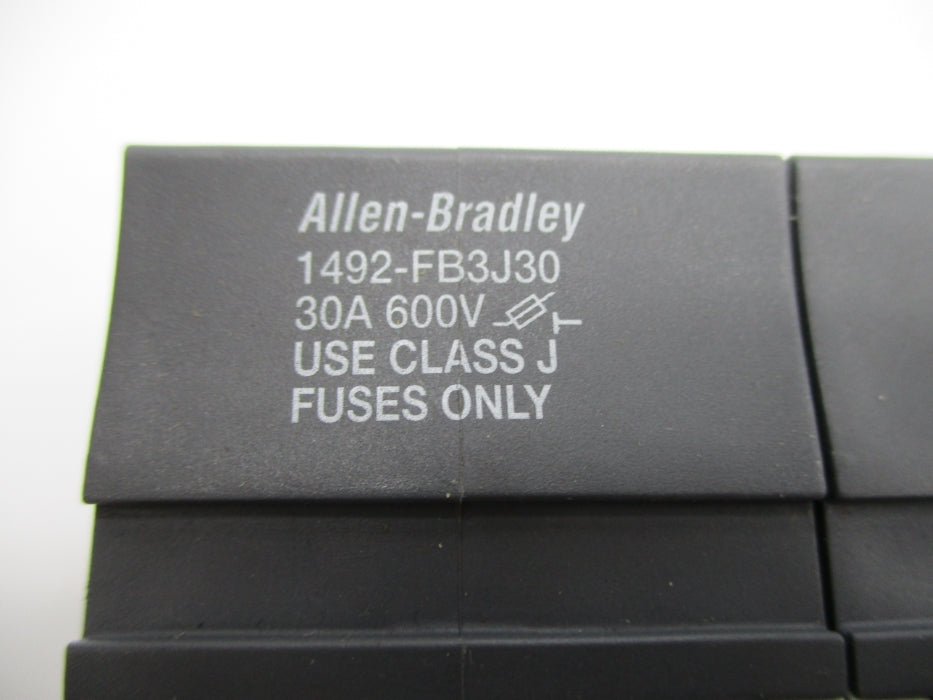 Allen-Bradley
1492-FB3J30
30A 600V
USE CLASS J
FUSES ONLY